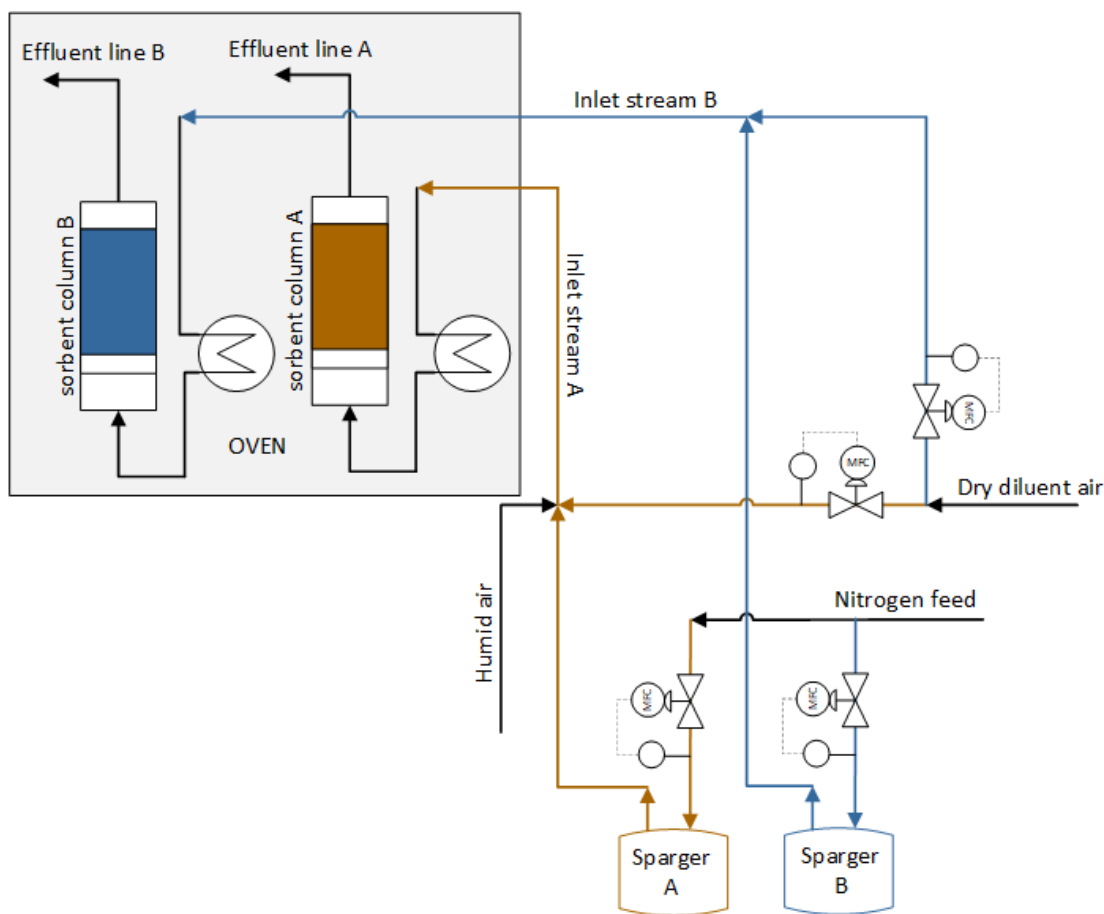 Effluent line B
Effluent line A
Inlet stream B
sorbent column B
sorbent column A
Inlet stream A
OVEN
MFC
MFC
Dry diluent air
Humid air
Nitrogen feed
MFC
MFC
Sparger
A
Sparger
B